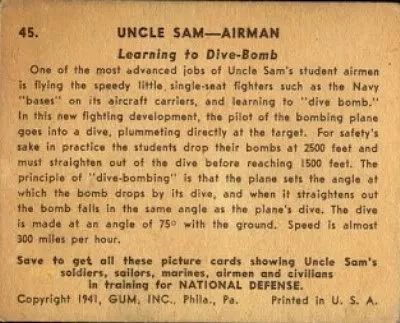 45.
UNCLE SAM—AIRMAN
Learning to Dive-Bomb
One of the most advanced jobs of Uncle Sam's student airmen
is flying the speedy little single-seat fighters such as the Navy
"bases" on its aircraft carriers, and learning to "dive bomb."
In this new fighting development, the pilot of the bombing plane
goes into a dive, plummeting directly at the target. For safety's
sake in practice the students drop their bombs at 2500 feet and
must straighten out of the dive before reaching 1500 feet. The
principle of "dive-bombing" is that the plane sets the angle at
which the bomb drops by its dive, and when it straightens out
the bomb falls in the same angle as the plane's dive. The dive
is made at an angle of 75° with the ground. Speed is almost
300 miles per hour.
Save to get all these picture cards showing Uncle Sam's
soldiers, sailors, marines, airmen and civilians
in training for NATIONAL DEFENSE.
Copyright 1941, GUM, INC., Phila., Pa. Printed in U. S. A.